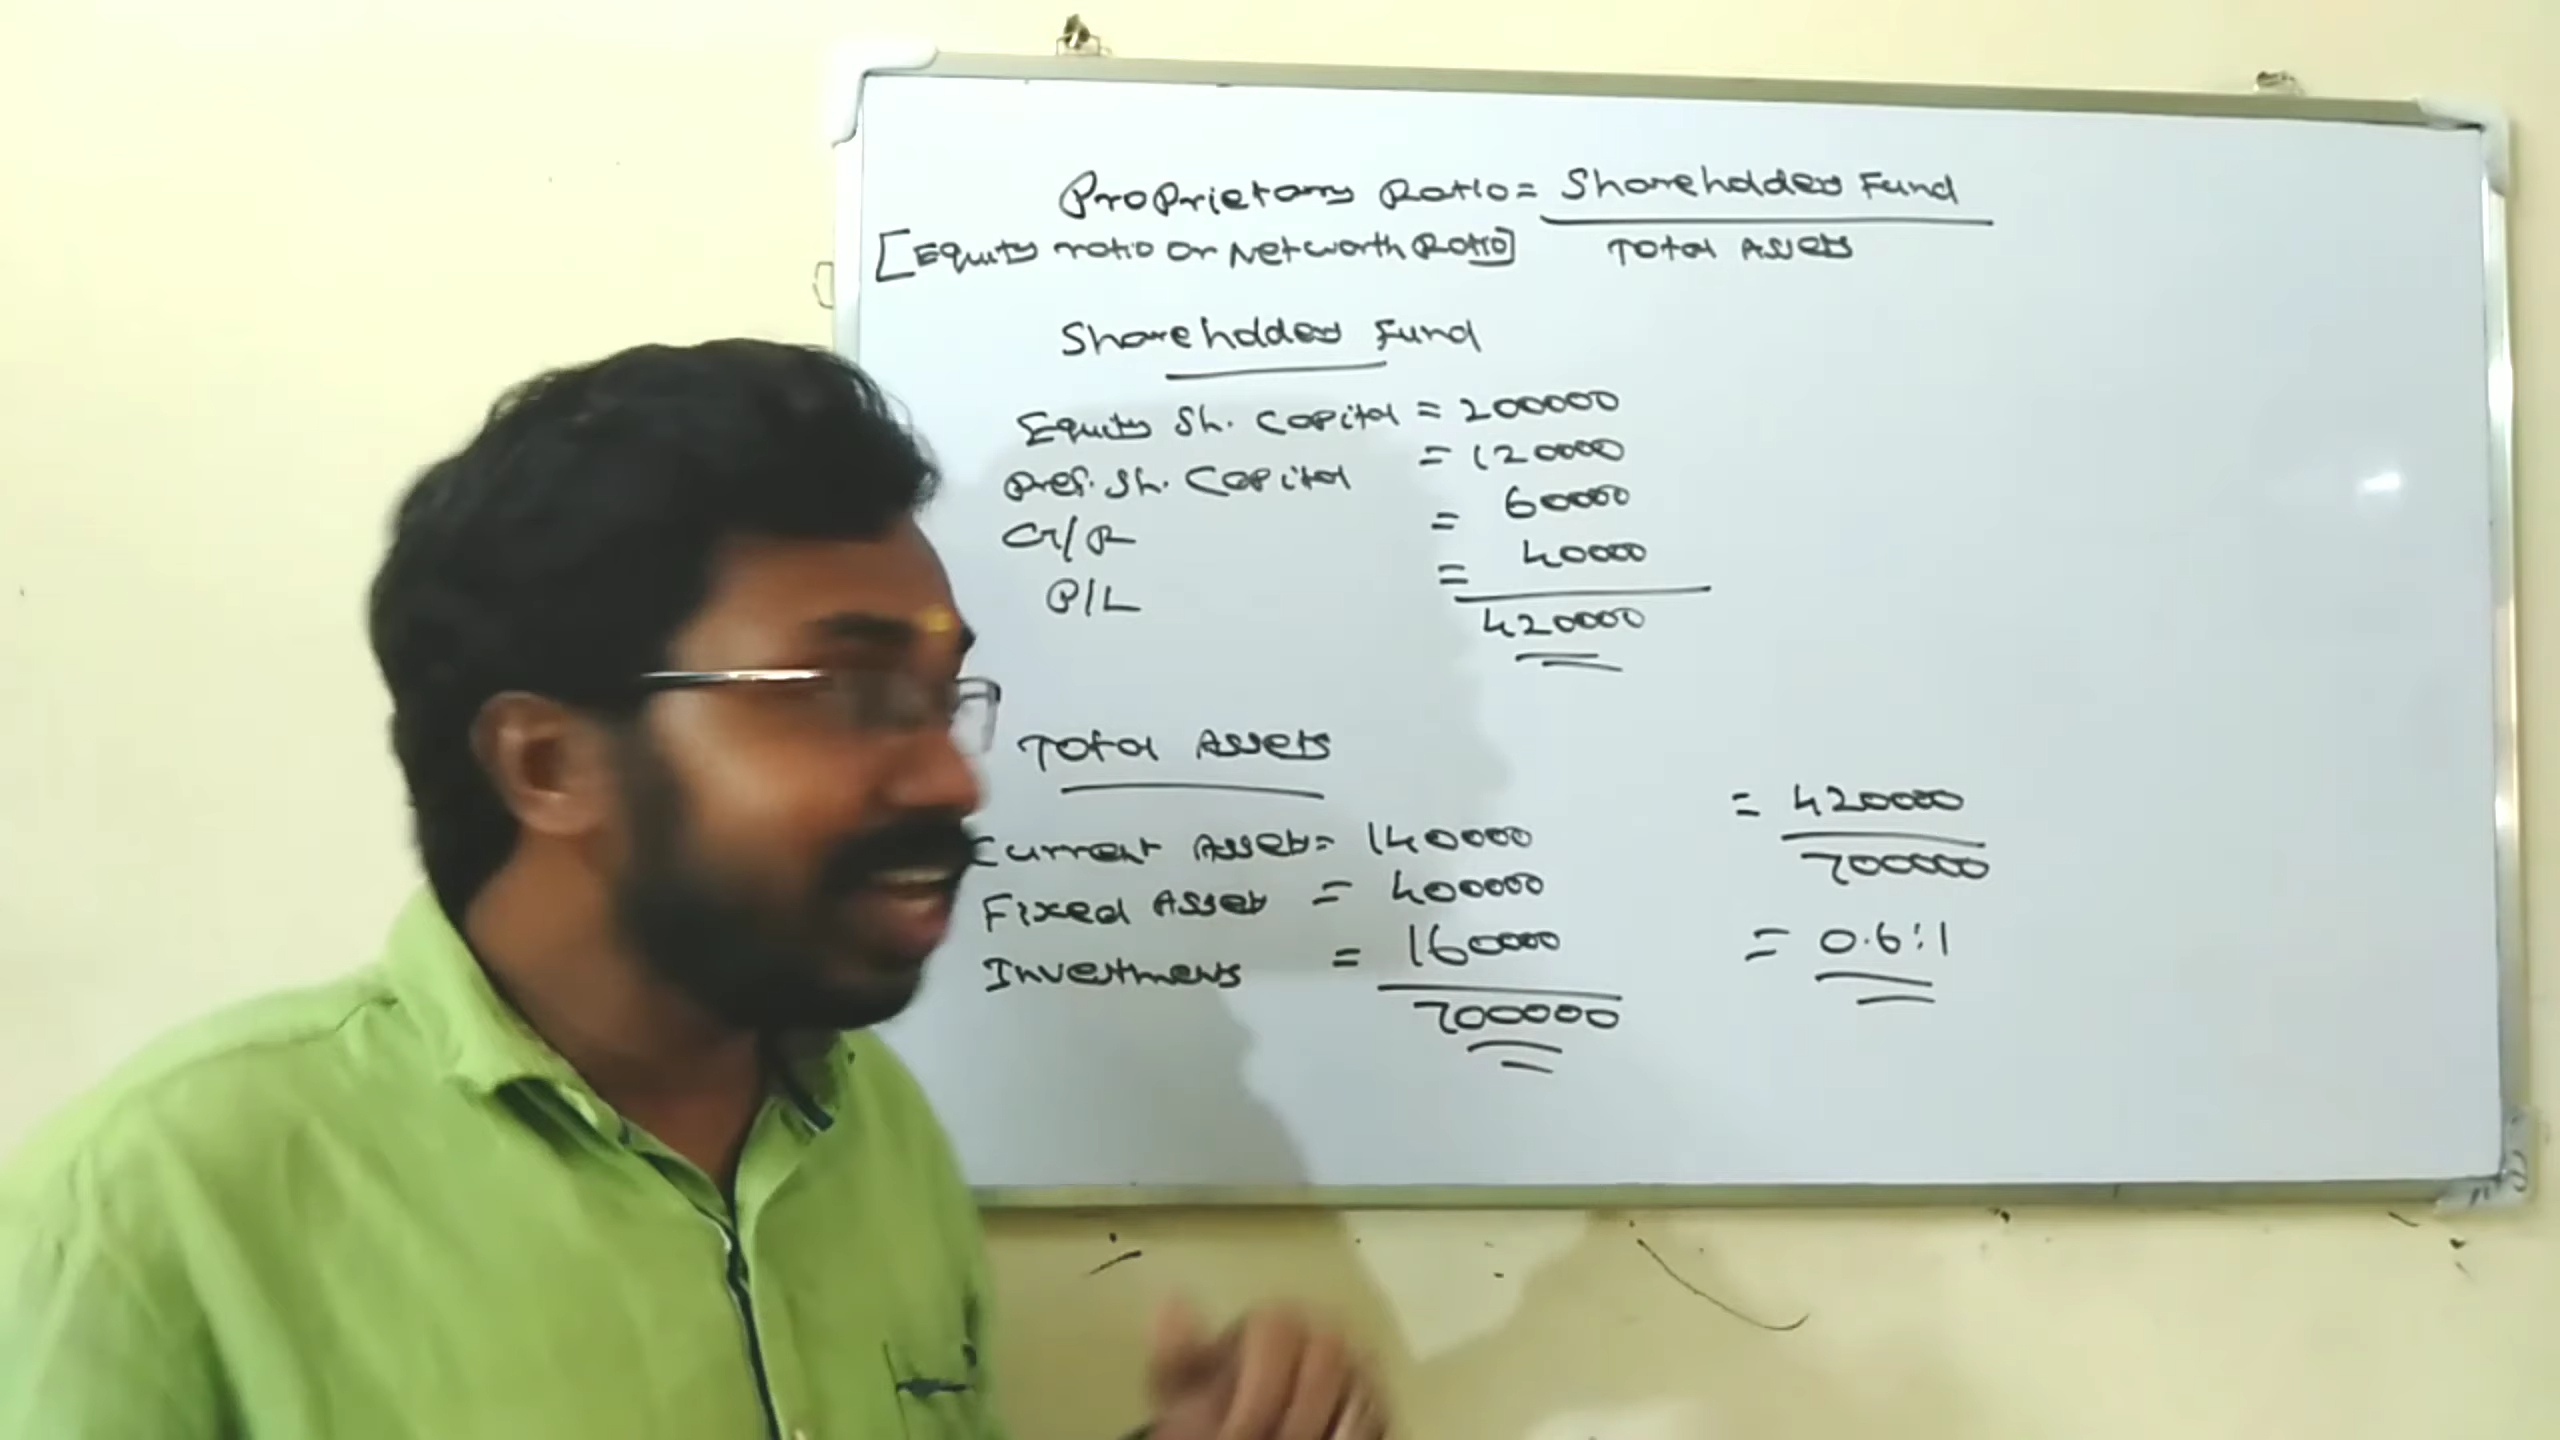 Proprietary Ratio = Shareholders Fund
Total Assets
[Equity ratio or Networth Ratio]
Shareholders Fund
Equity Sh. Capital = 200000
Pref. Sh. Capital = 120000
G/R = 60000
P/L = 40000
420000
Total Assets
Current Assets = 140000
Fixed Assets = 400000
Investments = 160000
700000
= 420000
700000
= 0.6:1